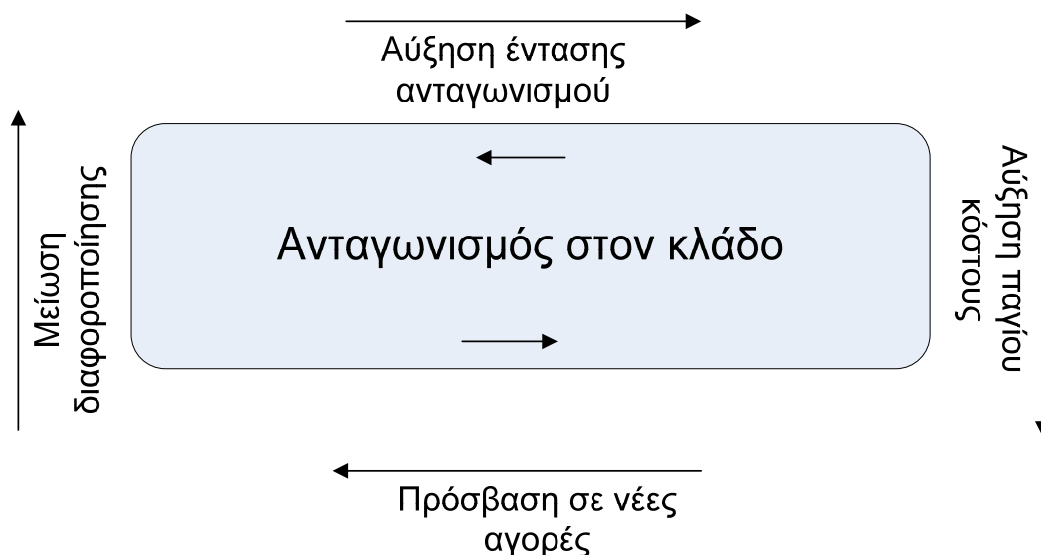 Αύξηση έντασης
ανταγωνισμού
Μείωση
διαφοροποίησης
Ανταγωνισμός στον κλάδο
Αύξηση παγίου
κόστους
Πρόσβαση σε νέες
αγορές